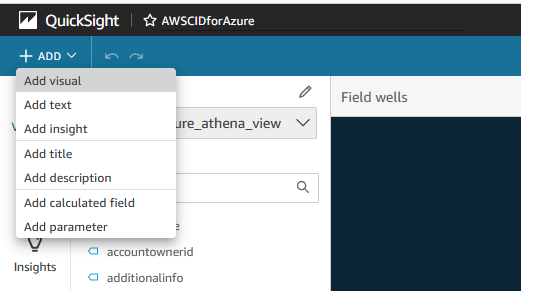 QuickSight
AWSCIDforAzure
+ ADD
Add visual
Add text
Add insight
Add title
Add description
Add calculated field
Add parameter
ure_athena_view
Field wells
accountownerid
additionalinfo
Insights